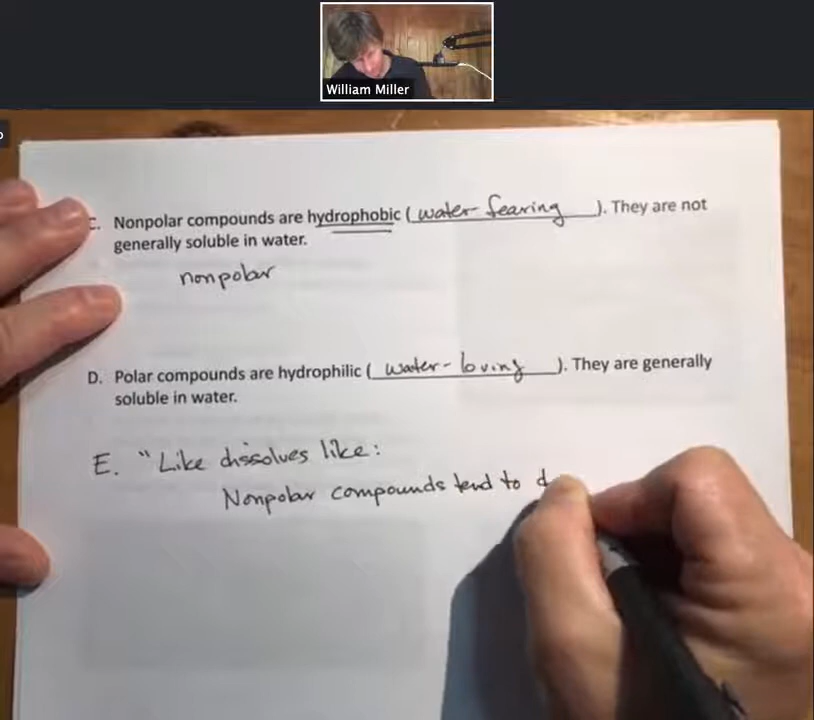 William Miller
C. Nonpolar compounds are hydrophobic (water-fearing). They are not
generally soluble in water.
nonpolar
D. Polar compounds are hydrophilic (water-loving). They are generally
soluble in water.
E. "Like dissolves like:
Nonpolar compounds tend to d